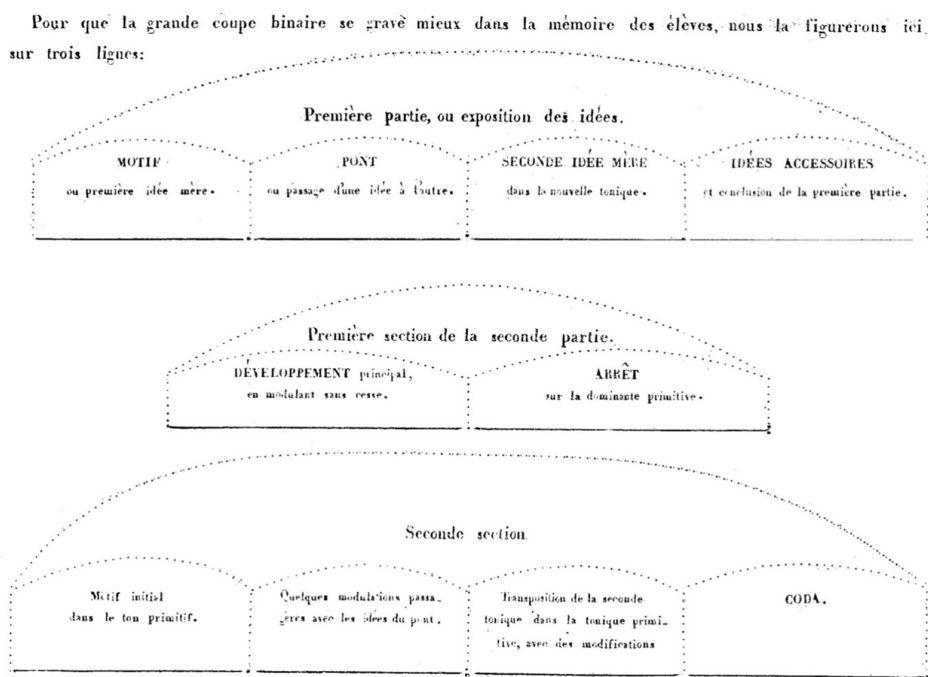 Pour que la grande coupe binaire se grave mieux dans la mémoire des élèves, nous la figurerons ici
sur trois lignes:
Première partie, ou exposition des idées.
MOTIF
ou première idée mère.
PONT
ou passage d'une idée à l'autre.
SECONDE IDÉE MÈRE
dans la nouvelle tonique.
IDÉES ACCESSOIRES
et conclusion de la première partie.
Première section de la seconde partie.
DÉVELOPPEMENT principal,
en modulant sans cesse.
ARRÊT
sur la dominante primitive.
Seconde section
Motif initial
dans le ton primitif.
Quelques modulations passa-
gères avec les idées du pont.
Transposition de la seconde
tonique dans la tonique primi-
tive, avec des modifications
CODA.